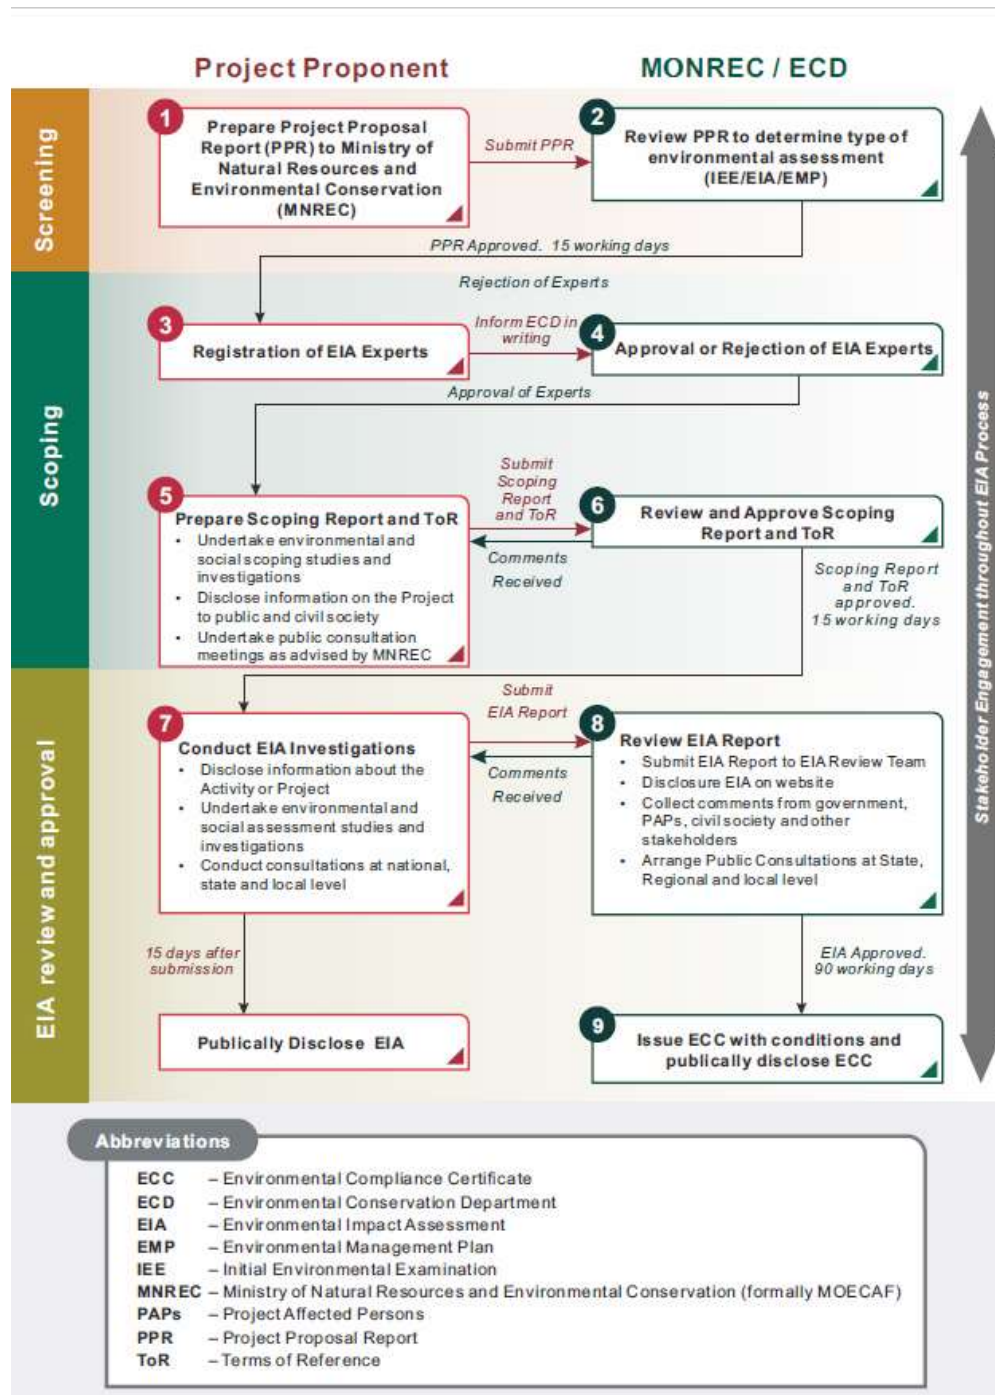 Project Proponent
MONREC / ECD
Screening
1
Prepare Project Proposal
Report (PPR) to Ministry of
Natural Resources and
Environmental Conservation
(MNREC)
Submit PPR
2
Review PPR to determine type of
environmental assessment
(IEE/EIA/EMP)
PPR Approved. 15 working days
Scoping
Rejection of Experts
3
Registration of EIA Experts
Inform ECD in
writing
4
Approval or Rejection of EIA Experts
Approval of Experts
5
Prepare Scoping Report and ToR
• Undertake environmental and
social scoping studies and
investigations
• Disclose information on the Project
to public and civil society
• Undertake public consultation
meetings as advised by MNREC
Submit
Scoping
Report
and ToR
Comments
Received
6
Review and Approve Scoping
Report and ToR
Scoping Report
and ToR
approved.
15 working days
EIA review and approval
7
Conduct EIA Investigations
• Disclose information about the
Activity or Project
• Undertake environmental and
social assessment studies and
investigations
• Conduct consultations at national,
state and local level
Submit
EIA Report
Comments
Received
8
Review EIA Report
• Submit EIA Report to EIA Review Team
• Disclosure EIA on website
• Collect comments from government,
PAPs, civil society and other
stakeholders
• Arrange Public Consultations at State,
Regional and local level
15 days after
submission
EIA Approved.
90 working days
Publically Disclose EIA
9
Issue ECC with conditions and
publically disclose ECC
Stakeholder Engagement throughout EIA Process
Abbreviations
ECC – Environmental Compliance Certificate
ECD – Environmental Conservation Department
EIA – Environmental Impact Assessment
EMP – Environmental Management Plan
IEE – Initial Environmental Examination
MNREC – Ministry of Natural Resources and Environmental Conservation (formally MOECAF)
PAPs – Project Affected Persons
PPR – Project Proposal Report
ToR – Terms of Reference